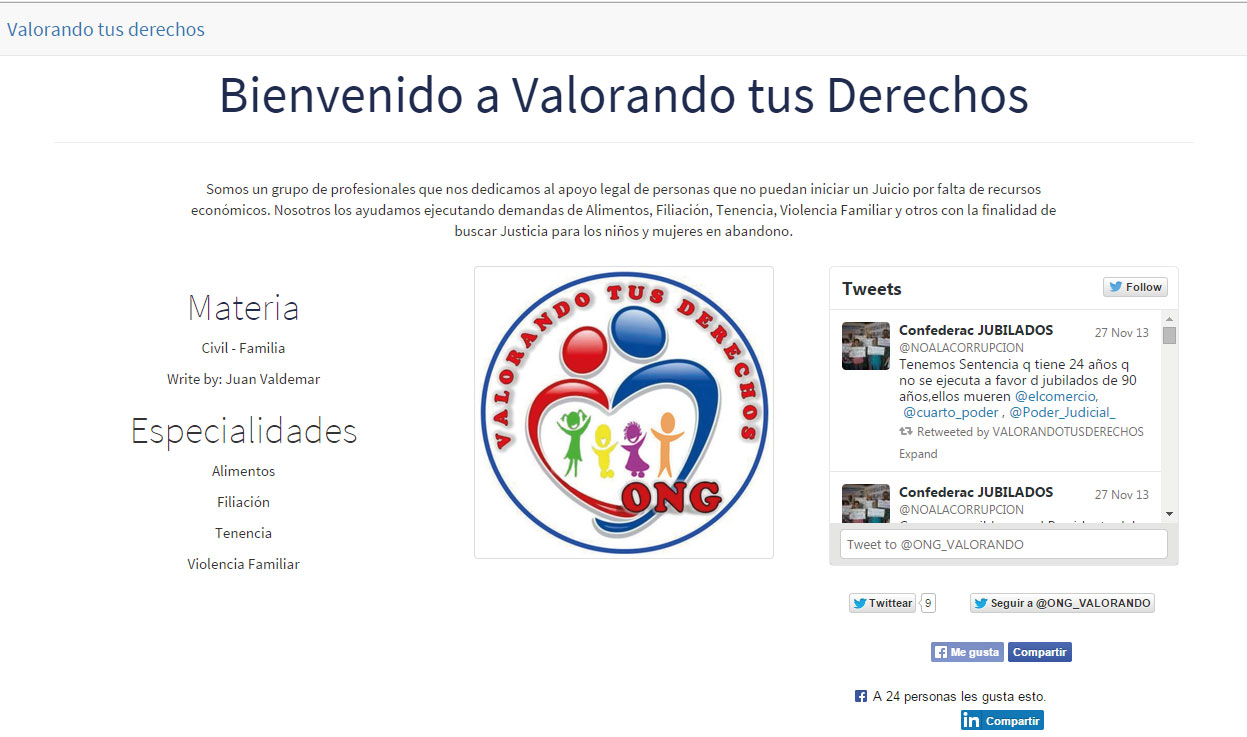 Valorando tus derechos
Bienvenido a Valorando tus Derechos
Somos un grupo de profesionales que nos dedicamos al apoyo legal de personas que no puedan iniciar un Juicio por falta de recursos
económicos. Nosotros los ayudamos ejecutando demandas de Alimentos, Filiación, Tenencia, Violencia Familiar y otros con la finalidad de
buscar Justicia para los niños y mujeres en abandono.
Materia
Civil - Familia
Write by: Juan Valdemar
Especialidades
Alimentos
Filiación
Tenencia
Violencia Familiar
VALORANDO TUS DERECHOS
ONG
Tweets
Follow
Confederac JUBILADOS 27 Nov 13
@NOALACORRUPCION
Tenemos Sentencia q tiene 24 años q
no se ejecuta a favor d jubilados de 90
años,ellos mueren @elcomercio,
@cuarto_poder , @Poder_Judicial_
Retweeted by VALORANDOTUSDERECHOS
Expand
Confederac JUBILADOS 27 Nov 13
@NOALACORRUPCION
Tweet to @ONG_VALORANDO
Twittear 9 Seguir a @ONG_VALORANDO
Me gusta Compartir
A 24 personas les gusta esto.
in Compartir